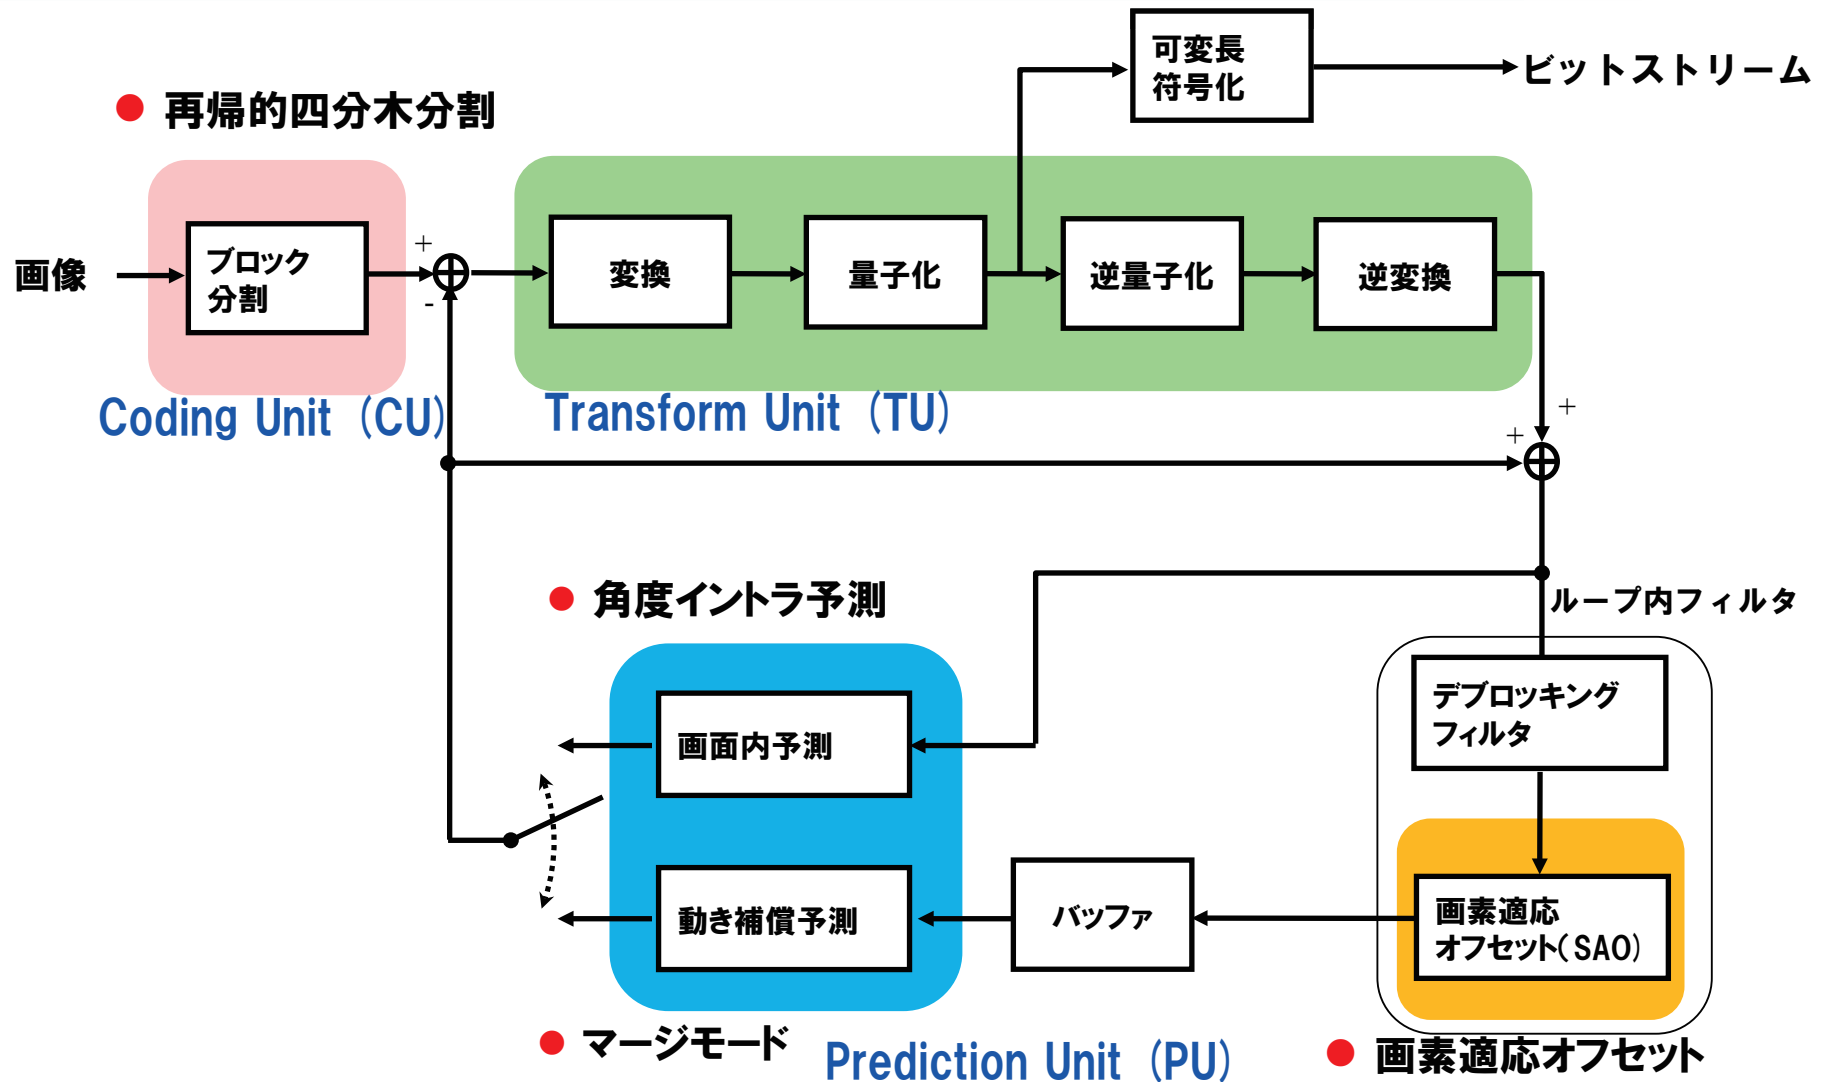 可変長
符号化
ビットストリーム
再帰的四分木分割
画像
ブロック
分割
+
-
変換
量子化
逆量子化
逆変換
Coding Unit (CU)
Transform Unit (TU)
+
+
角度イントラ予測
ループ内フィルタ
デブロッキング
フィルタ
画面内予測
動き補償予測
バッファ
画素適応
オフセット(SAO)
マージモード
Prediction Unit (PU)
画素適応オフセット